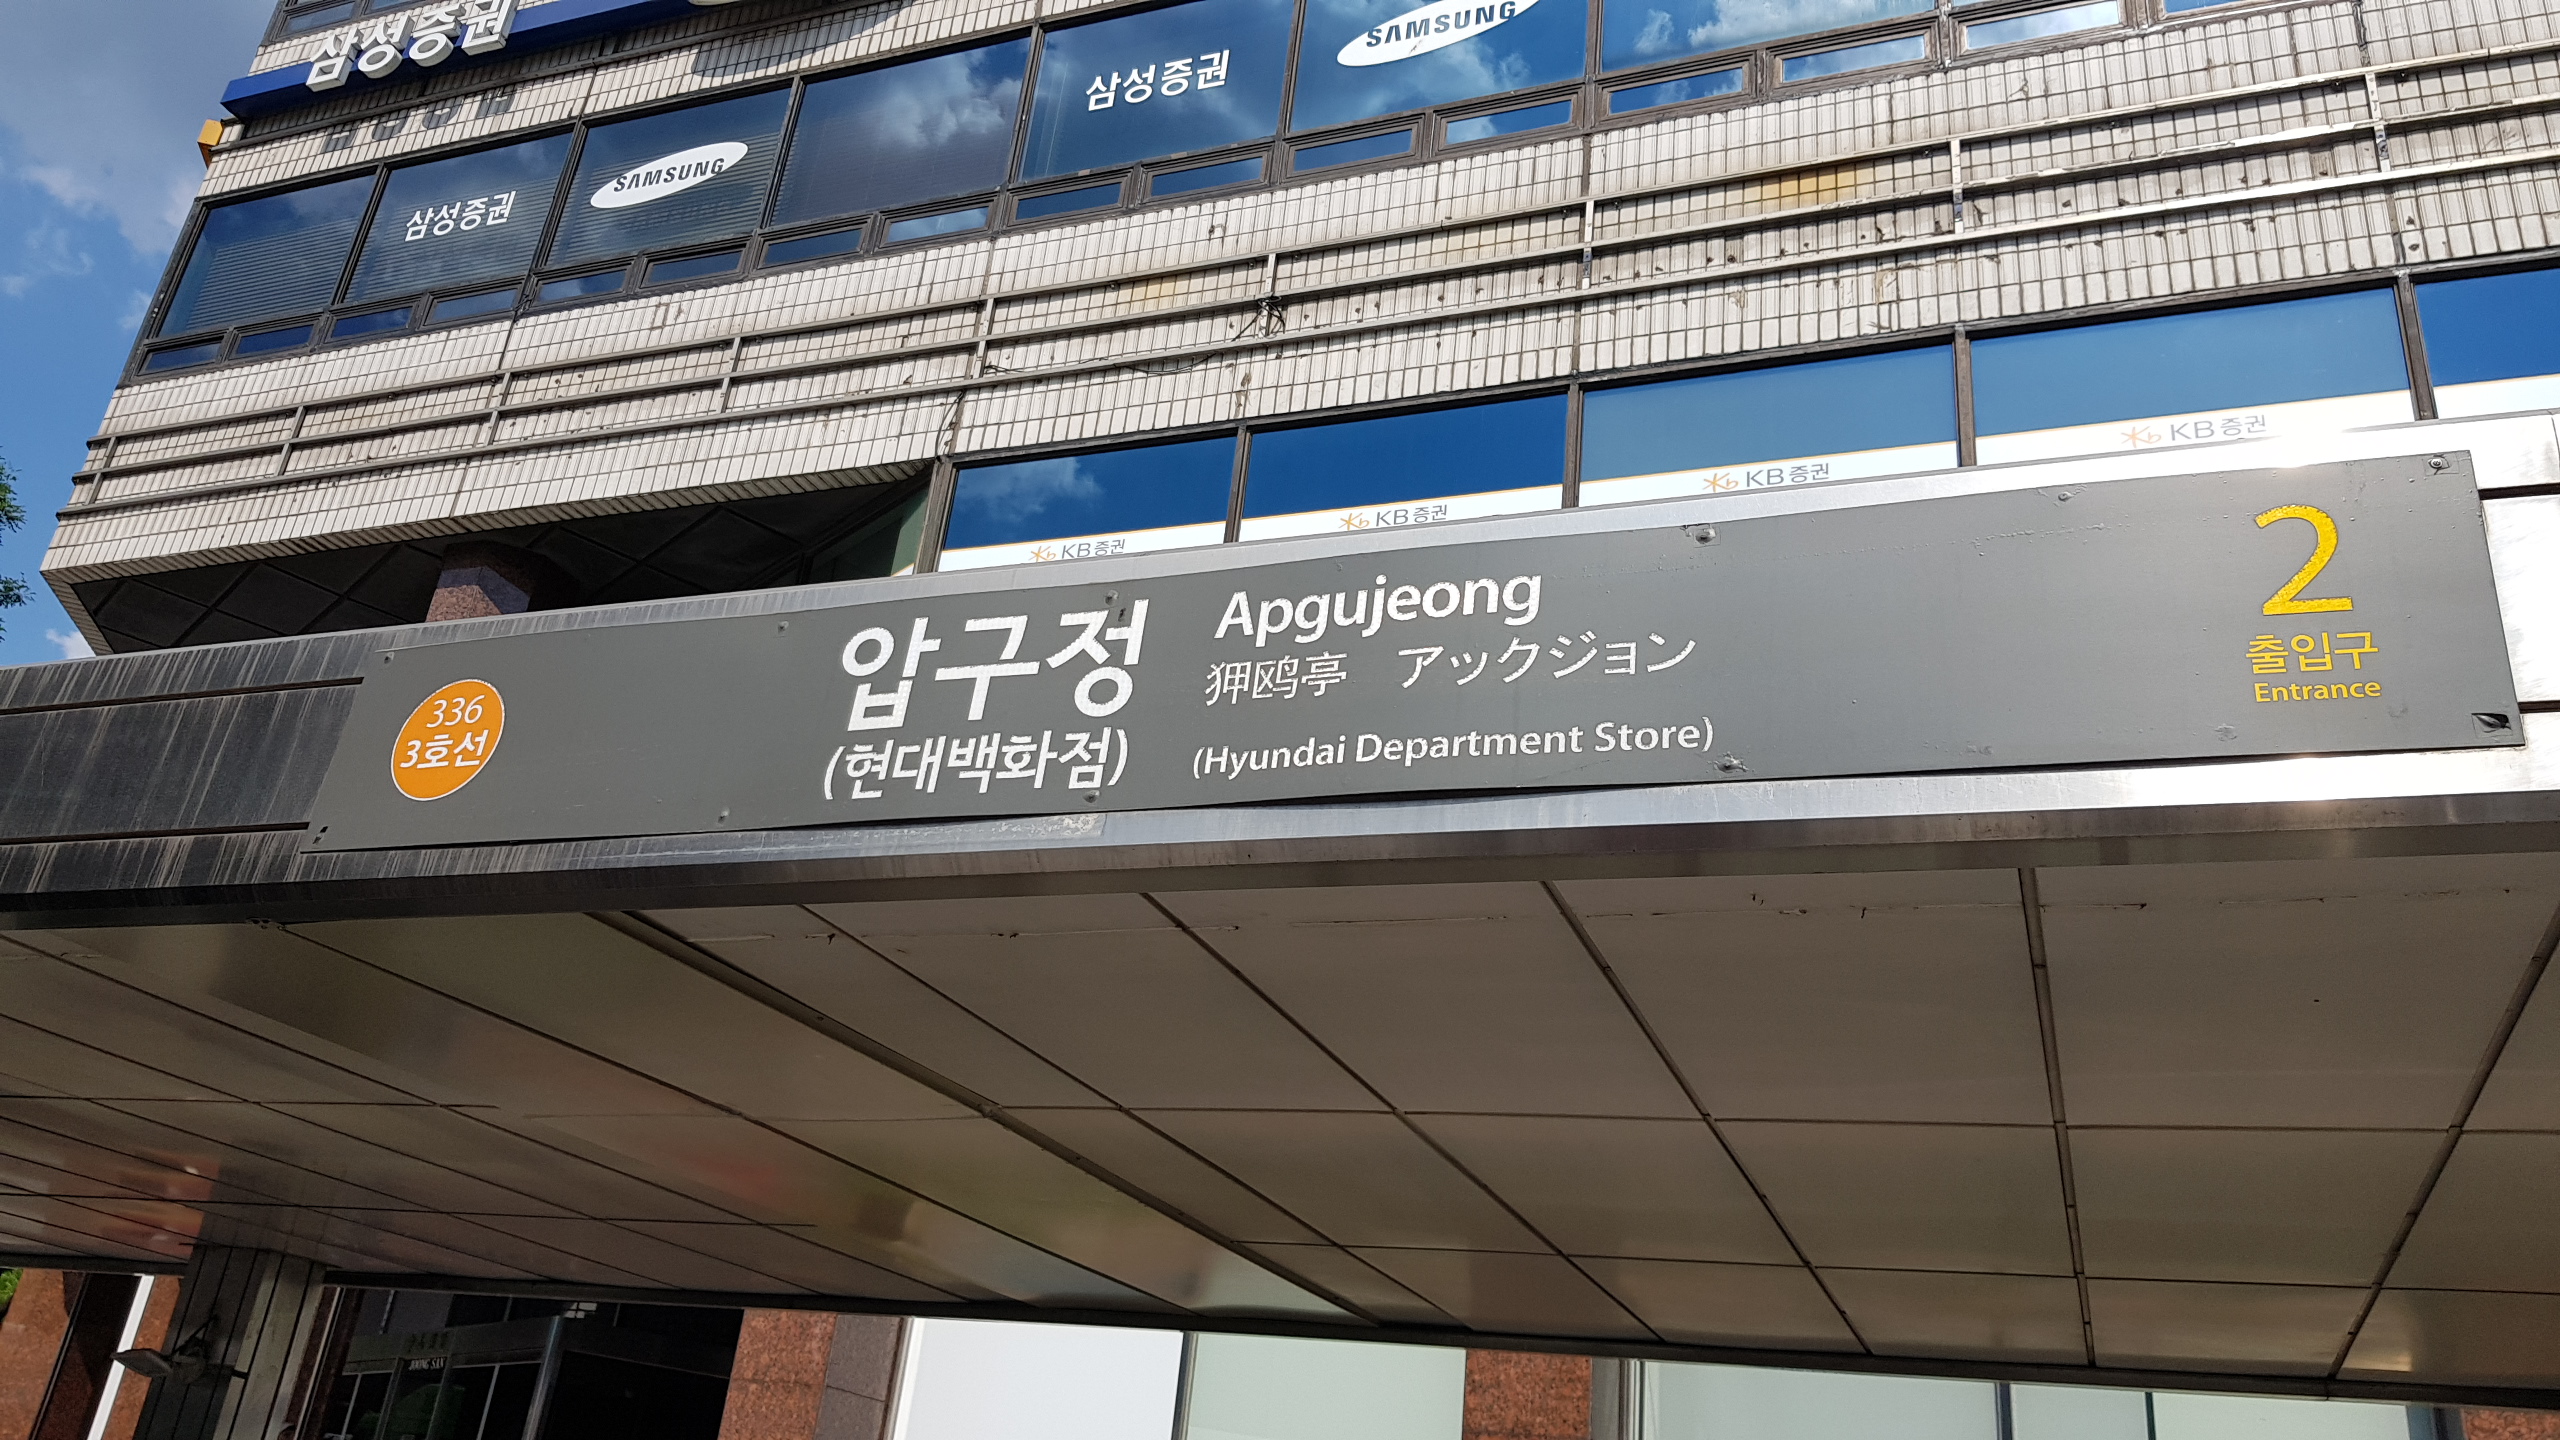 삼성증권
SAMSUNG
삼성증권
SAMSUNG
삼성증권
KB증권
KB증권
KB증권
KB증권
336
3호선
압구정
(현대백화점)
Apgujeong
狎鸥亭 アックジョン
(Hyundai Department Store)
2
출입구
Entrance
JOONG SAN